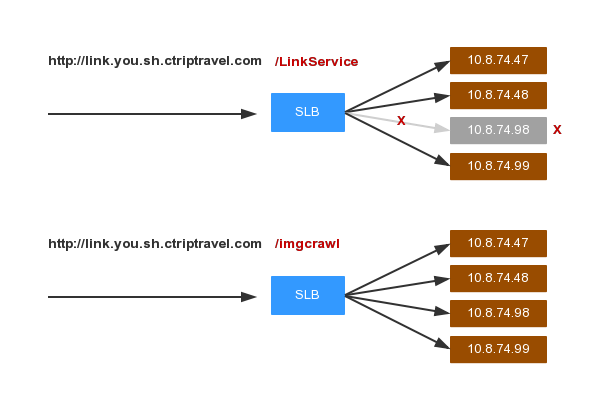 http://link.you.sh.ctriptravel.com /LinkService
SLB
10.8.74.47
10.8.74.48
X
10.8.74.98 X
10.8.74.99
http://link.you.sh.ctriptravel.com /imgcrawl
SLB
10.8.74.47
10.8.74.48
10.8.74.98
10.8.74.99